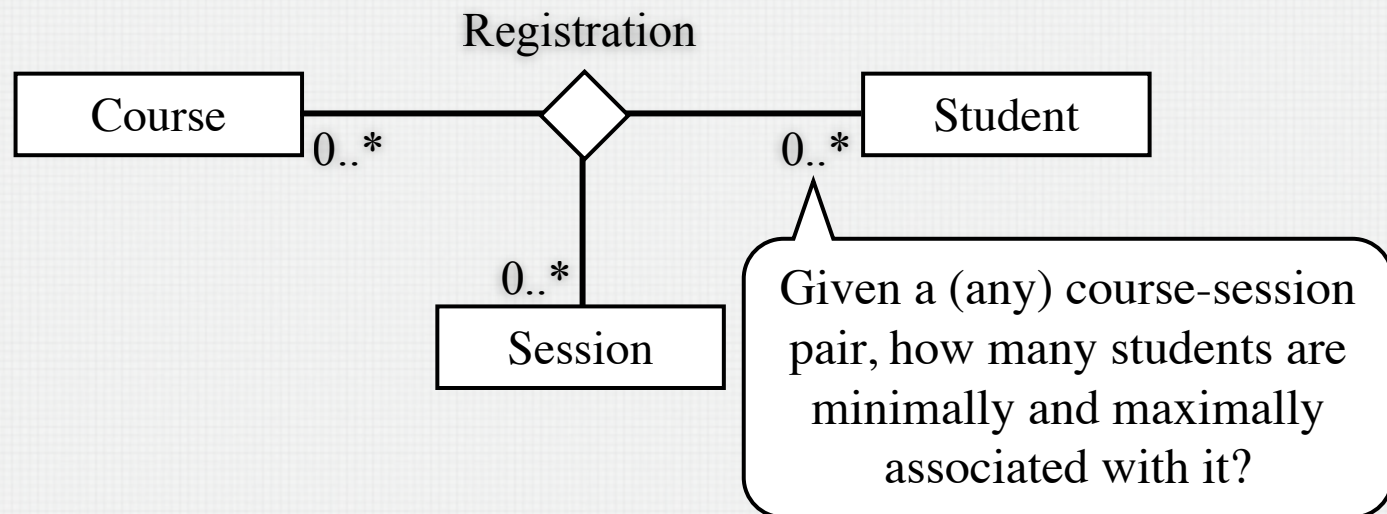 Registration
Course
Student
0..*
0..*
0..*
Session
Given a (any) course-session
pair, how many students are
minimally and maximally
associated with it?